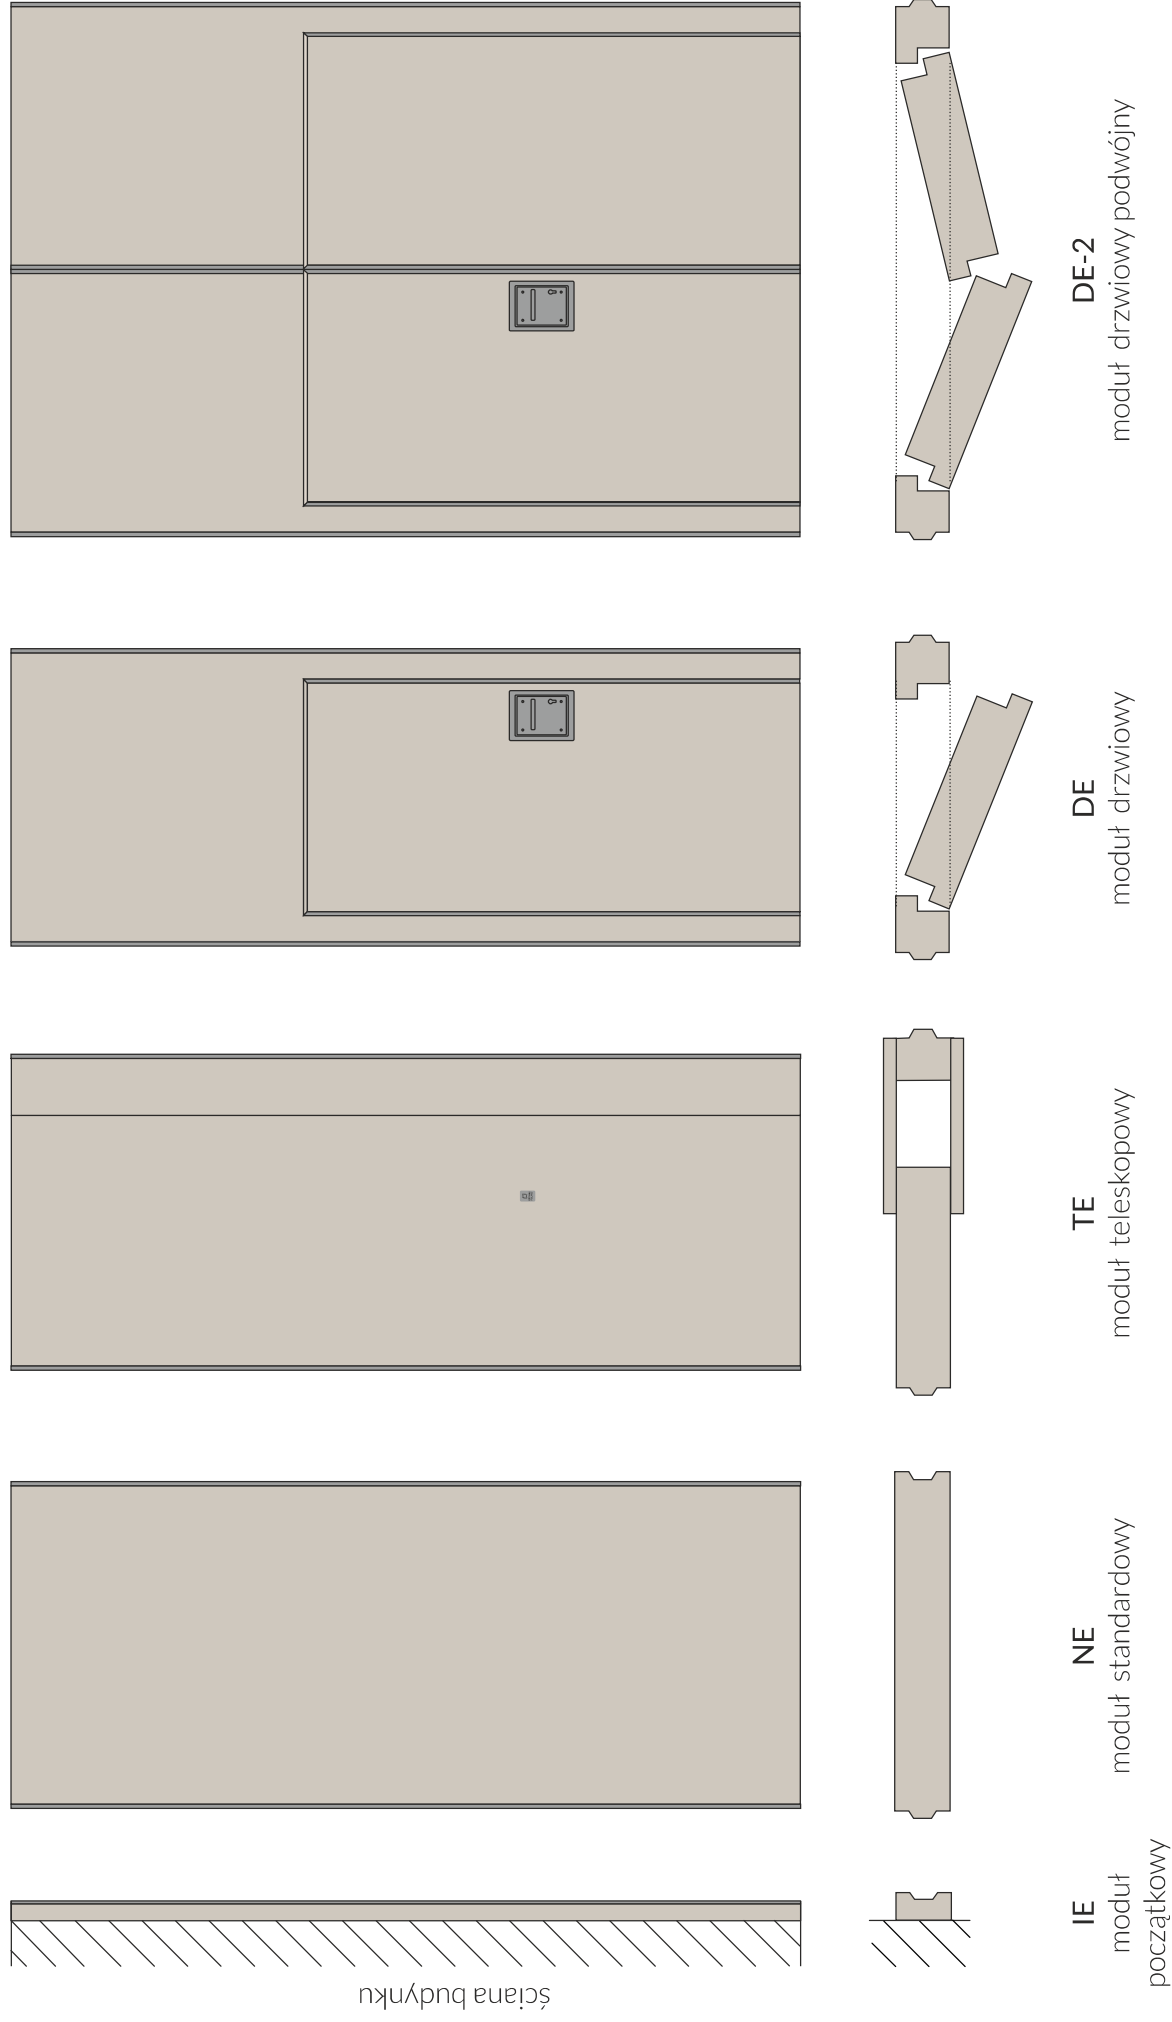 ściana budynku
IE
moduł
początkowy
NE
moduł standardowy
TE
moduł teleskopowy
DE
moduł drzwiowy
DE-2
moduł drzwiowy podwójny